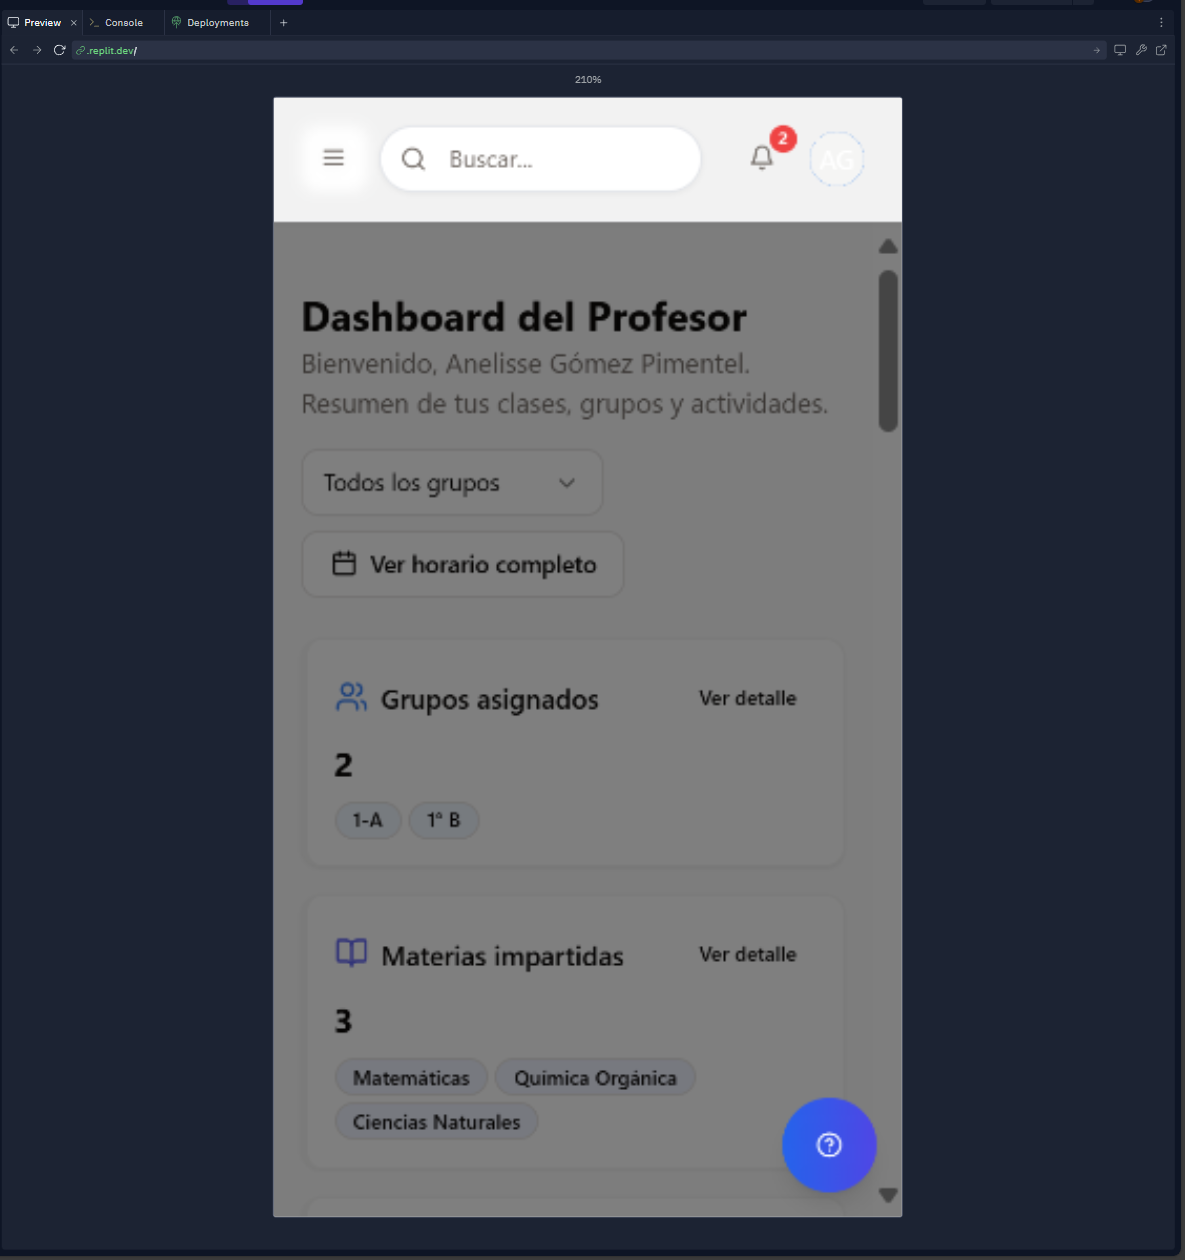 Preview
Console
Deployments
.replit.dev/
210%
Buscar...
2
AG
Dashboard del Profesor
Bienvenido, Anelisse Gómez Pimentel.
Resumen de tus clases, grupos y actividades.
Todos los grupos
Ver horario completo
Grupos asignados
Ver detalle
2
1-A
1° B
Materias impartidas
Ver detalle
3
Matemáticas
Química Orgánica
Ciencias Naturales